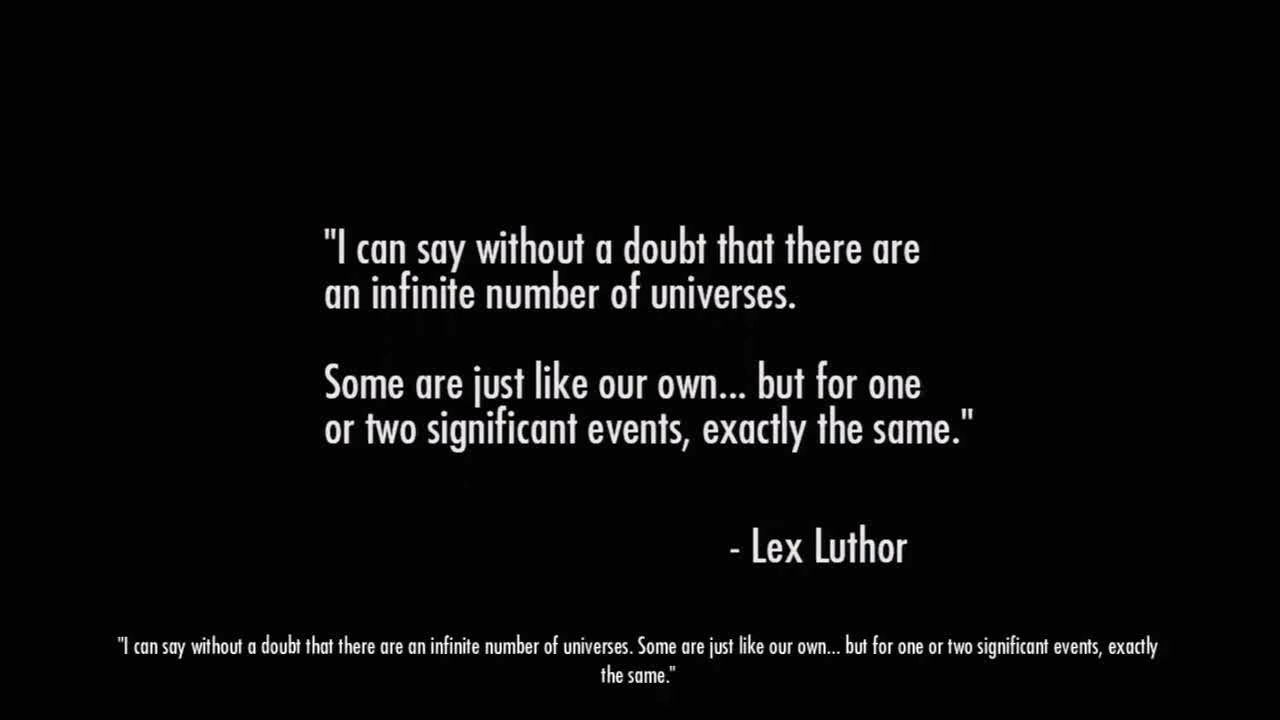 "I can say without a doubt that there are
an infinite number of universes.
Some are just like our own... but for one
or two significant events, exactly the same."
- Lex Luthor
"I can say without a doubt that there are an infinite number of universes. Some are just like our own... but for one or two significant events, exactly
the same."